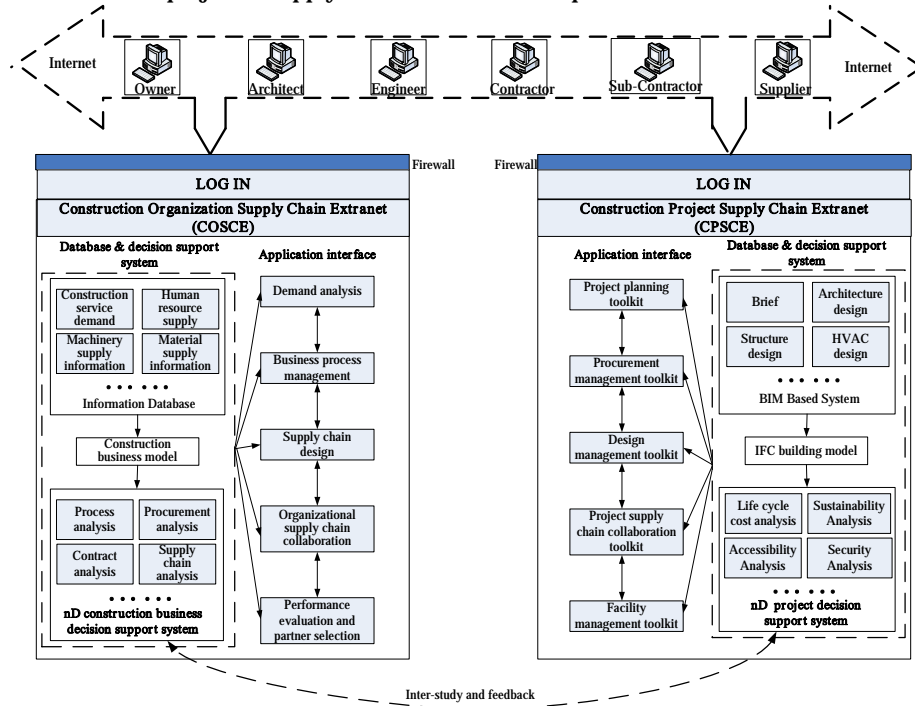 Internet
Owner
Architect
Engineer
Contractor
Sub-Contractor
Supplier
Internet
Firewall
LOG IN
Construction Organization Supply Chain Extranet
(COSCE)
Database & decision support
system
Application interface
Construction
service
demand
Human
resource
supply
Machinery
supply
information
Material
supply
information
• • • • • •
Information Database
Construction
business model
Process
analysis
Procurement
analysis
Contract
analysis
Supply
chain analysis
• • • • • •
nD construction business
decision support system
Demand analysis
Business process
management
Supply chain
design
Organizational
supply chain
collaboration
Performance
evaluation and
partner selection
Firewall
LOG IN
Construction Project Supply Chain Extranet
(CPSCE)
Application interface
Database & decision support
system
Project planning
toolkit
Procurement
management toolkit
Design
management toolkit
Project supply
chain collaboration
toolkit
Facility
management toolkit
Brief
Architecture
design
Structure
design
HVAC
design
• • • • • •
BIM Based System
IFC building model
Life cycle
cost analysis
Sustainability
Analysis
Accessibility
Analysis
Security
Analysis
• • • • • •
nD project decision
support system
Inter-study and feedback